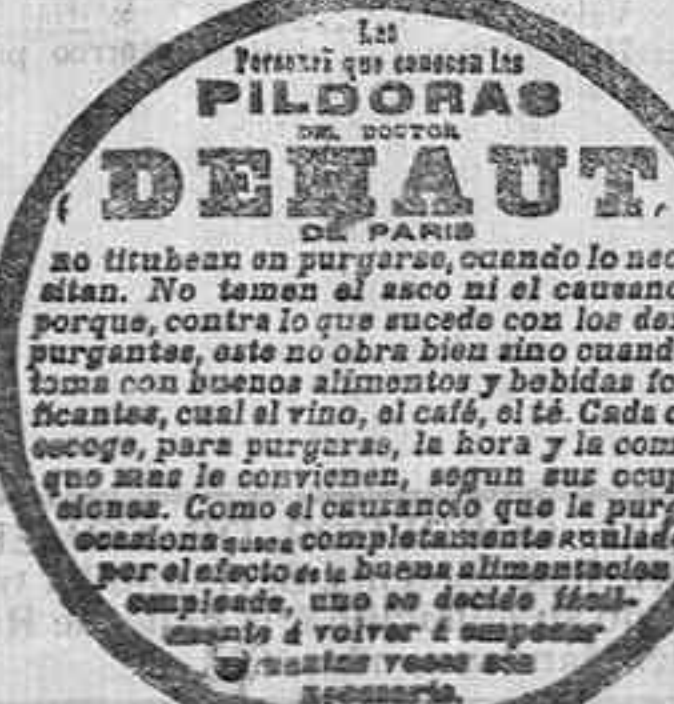 Las
Personas que conocen las
PILDORAS
DEL DOCTOR
DEHAUT
DE PARIS
no titubean en purgarse, cuando lo nec
sitan. No temen el asco ni el causanc
porque, contra lo que sucede con los de
purgantes, este no obra bien sino cuand
toma con buenos alimentos y bebidas fo
ficantes, cual el vino, el café, el té. Cada c
escoge, para purgarse, la hora y la com
que mas le convienen, segun sus ocup
ciones. Como el causancio que la purg
ocasiona queda completamente anulad
por el efecto de la buena alimentacion
empleada, uno se decide fácil-
mente á volver á empezar
cuantas veces sea
necesario.